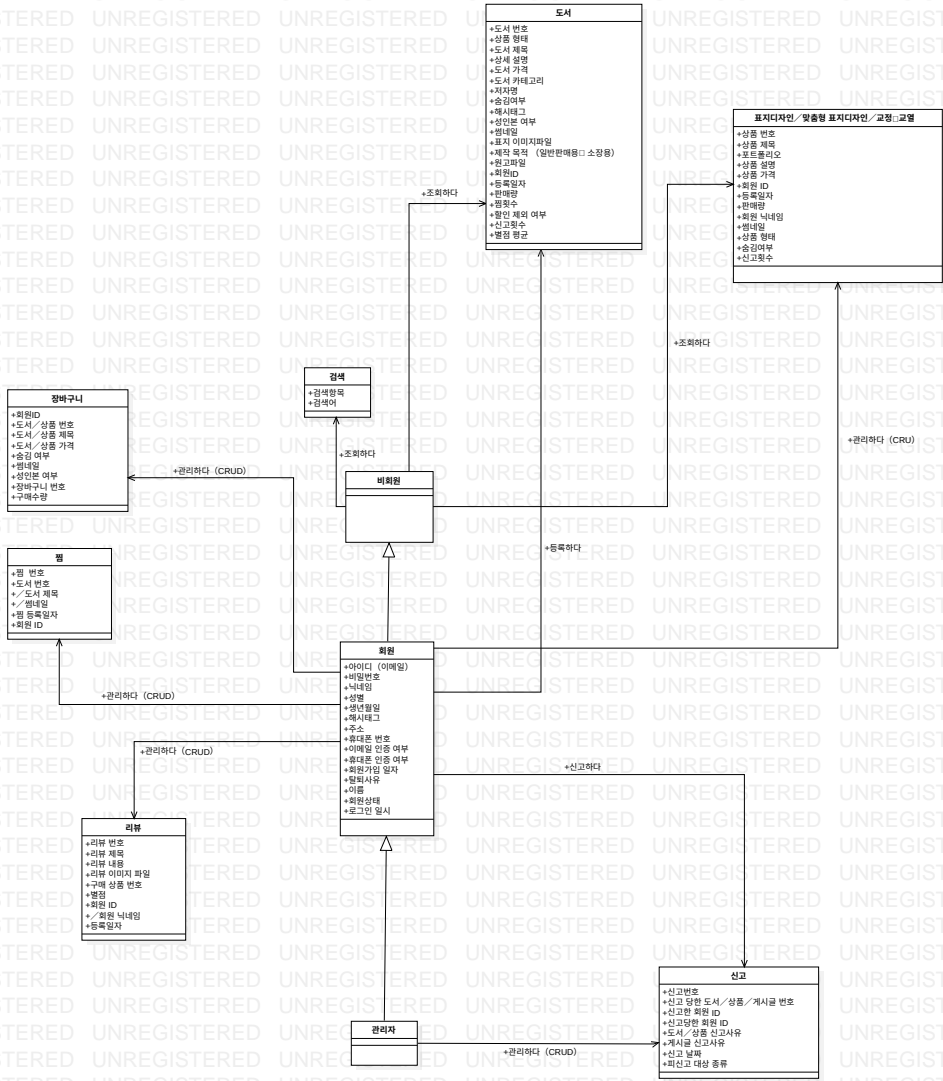 도서
+도서 번호
+상품 형태
+도서 제목
+상세 설명
+도서 가격
+도서 카테고리
+저자명
+숨김여부
+해시태그
+성인본 여부
+썸네일
+표지 이미지파일
+제작 목적 (일반판매용□ 소장용)
+원고파일
+회원ID
+등록일자
+판매량
+찜횟수
+할인 제외 여부
+신고횟수
+별점 평균
표지디자인／맞춤형 표지디자인／교정□교열
+상품 번호
+상품 제목
+포트폴리오
+상품 설명
+상품 가격
+회원 ID
+등록일자
+판매량
+회원 닉네임
+썸네일
+상품 형태
+숨김여부
+신고횟수
+조회하다
+조회하다
검색
+검색항목
+검색어
+조회하다
장바구니
+회원ID
+도서／상품 번호
+도서／상품 제목
+도서／상품 가격
+숨김 여부
+썸네일
+성인본 여부
+장바구니 번호
+구매수량
+관리하다 (CRUD)
+관리하다 (CRU)
비회원
+등록하다
찜
+찜 번호
+도서 번호
+／도서 제목
+／썸네일
+찜 등록일자
+회원 ID
+관리하다 (CRUD)
회원
+아이디 (이메일)
+비밀번호
+닉네임
+성별
+생년월일
+해시태그
+주소
+휴대폰 번호
+이메일 인증 여부
+휴대폰 인증 여부
+회원가입 일자
+탈퇴사유
+이름
+회원상태
+로그인 일시
+관리하다 (CRUD)
+신고하다
리뷰
+리뷰 번호
+리뷰 제목
+리뷰 내용
+리뷰 이미지 파일
+구매 상품 번호
+별점
+회원 ID
+／회원 닉네임
+등록일자
관리자
+관리하다 (CRUD)
신고
+신고번호
+신고 당한 도서／상품／게시글 번호
+신고한 회원 ID
+신고당한 회원 ID
+도서／상품 신고사유
+게시글 신고사유
+신고 날짜
+피신고 대상 종류
UNREGISTERED